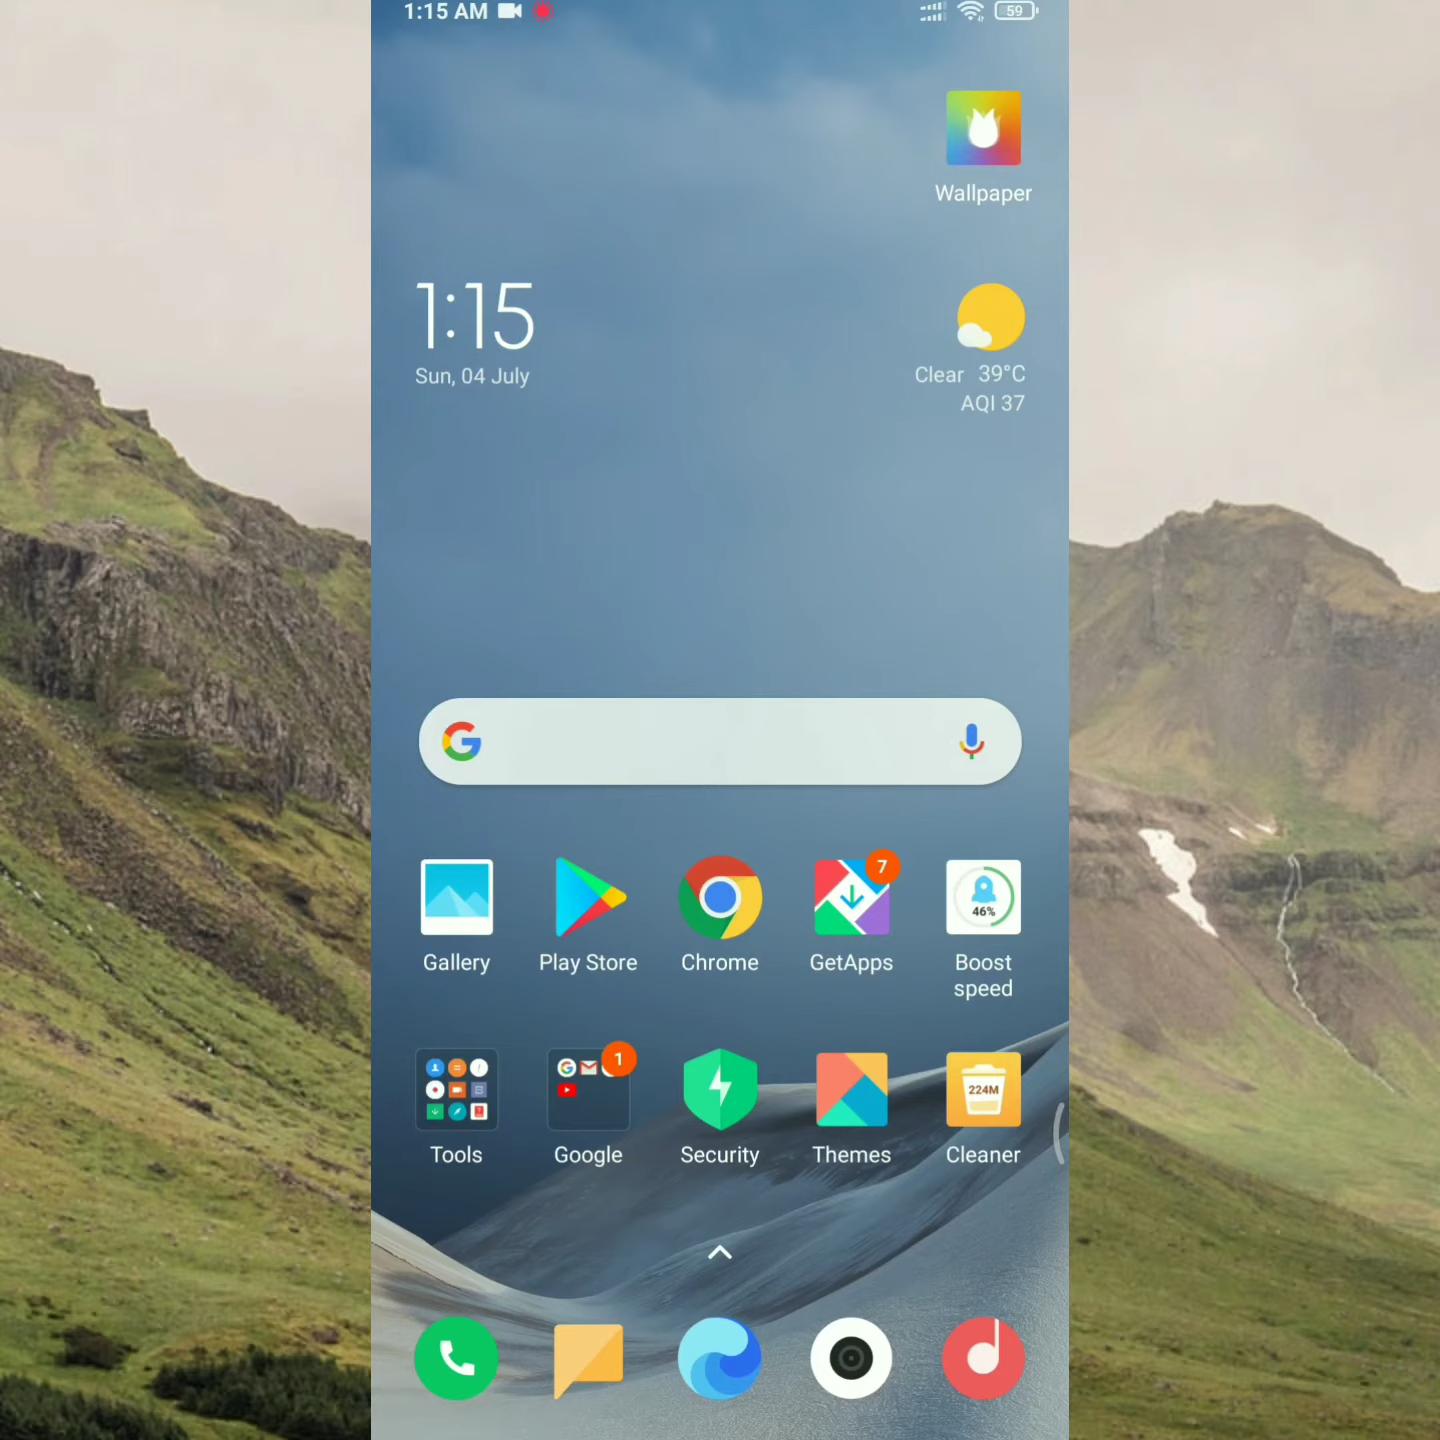 1:15 AM
59
Wallpaper
1:15
Sun, 04 July
Clear 39°C
AQI 37
7
46%
Gallery
Play Store
Chrome
GetApps
Boost
speed
1
224M
Tools
Google
Security
Themes
Cleaner